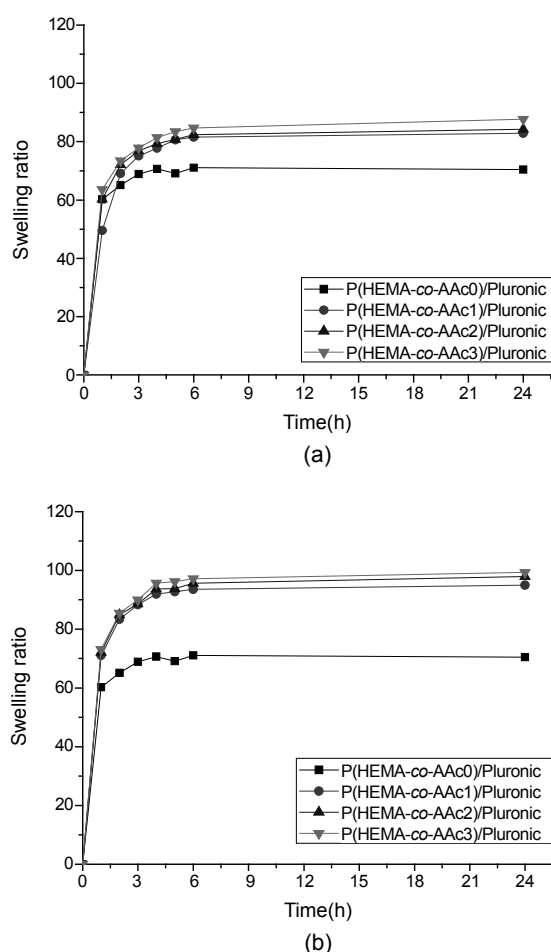 120
100
80
60
40
20
0
Swelling ratio
P(HEMA-co-AAc0)/Pluronic
P(HEMA-co-AAc1)/Pluronic
P(HEMA-co-AAc2)/Pluronic
P(HEMA-co-AAc3)/Pluronic
0 3 6 9 12 15 18 21 24
Time(h)
(a)
120
100
80
60
40
20
0
Swelling ratio
P(HEMA-co-AAc0)/Pluronic
P(HEMA-co-AAc1)/Pluronic
P(HEMA-co-AAc2)/Pluronic
P(HEMA-co-AAc3)/Pluronic
0 3 6 9 12 15 18 21 24
Time(h)
(b)